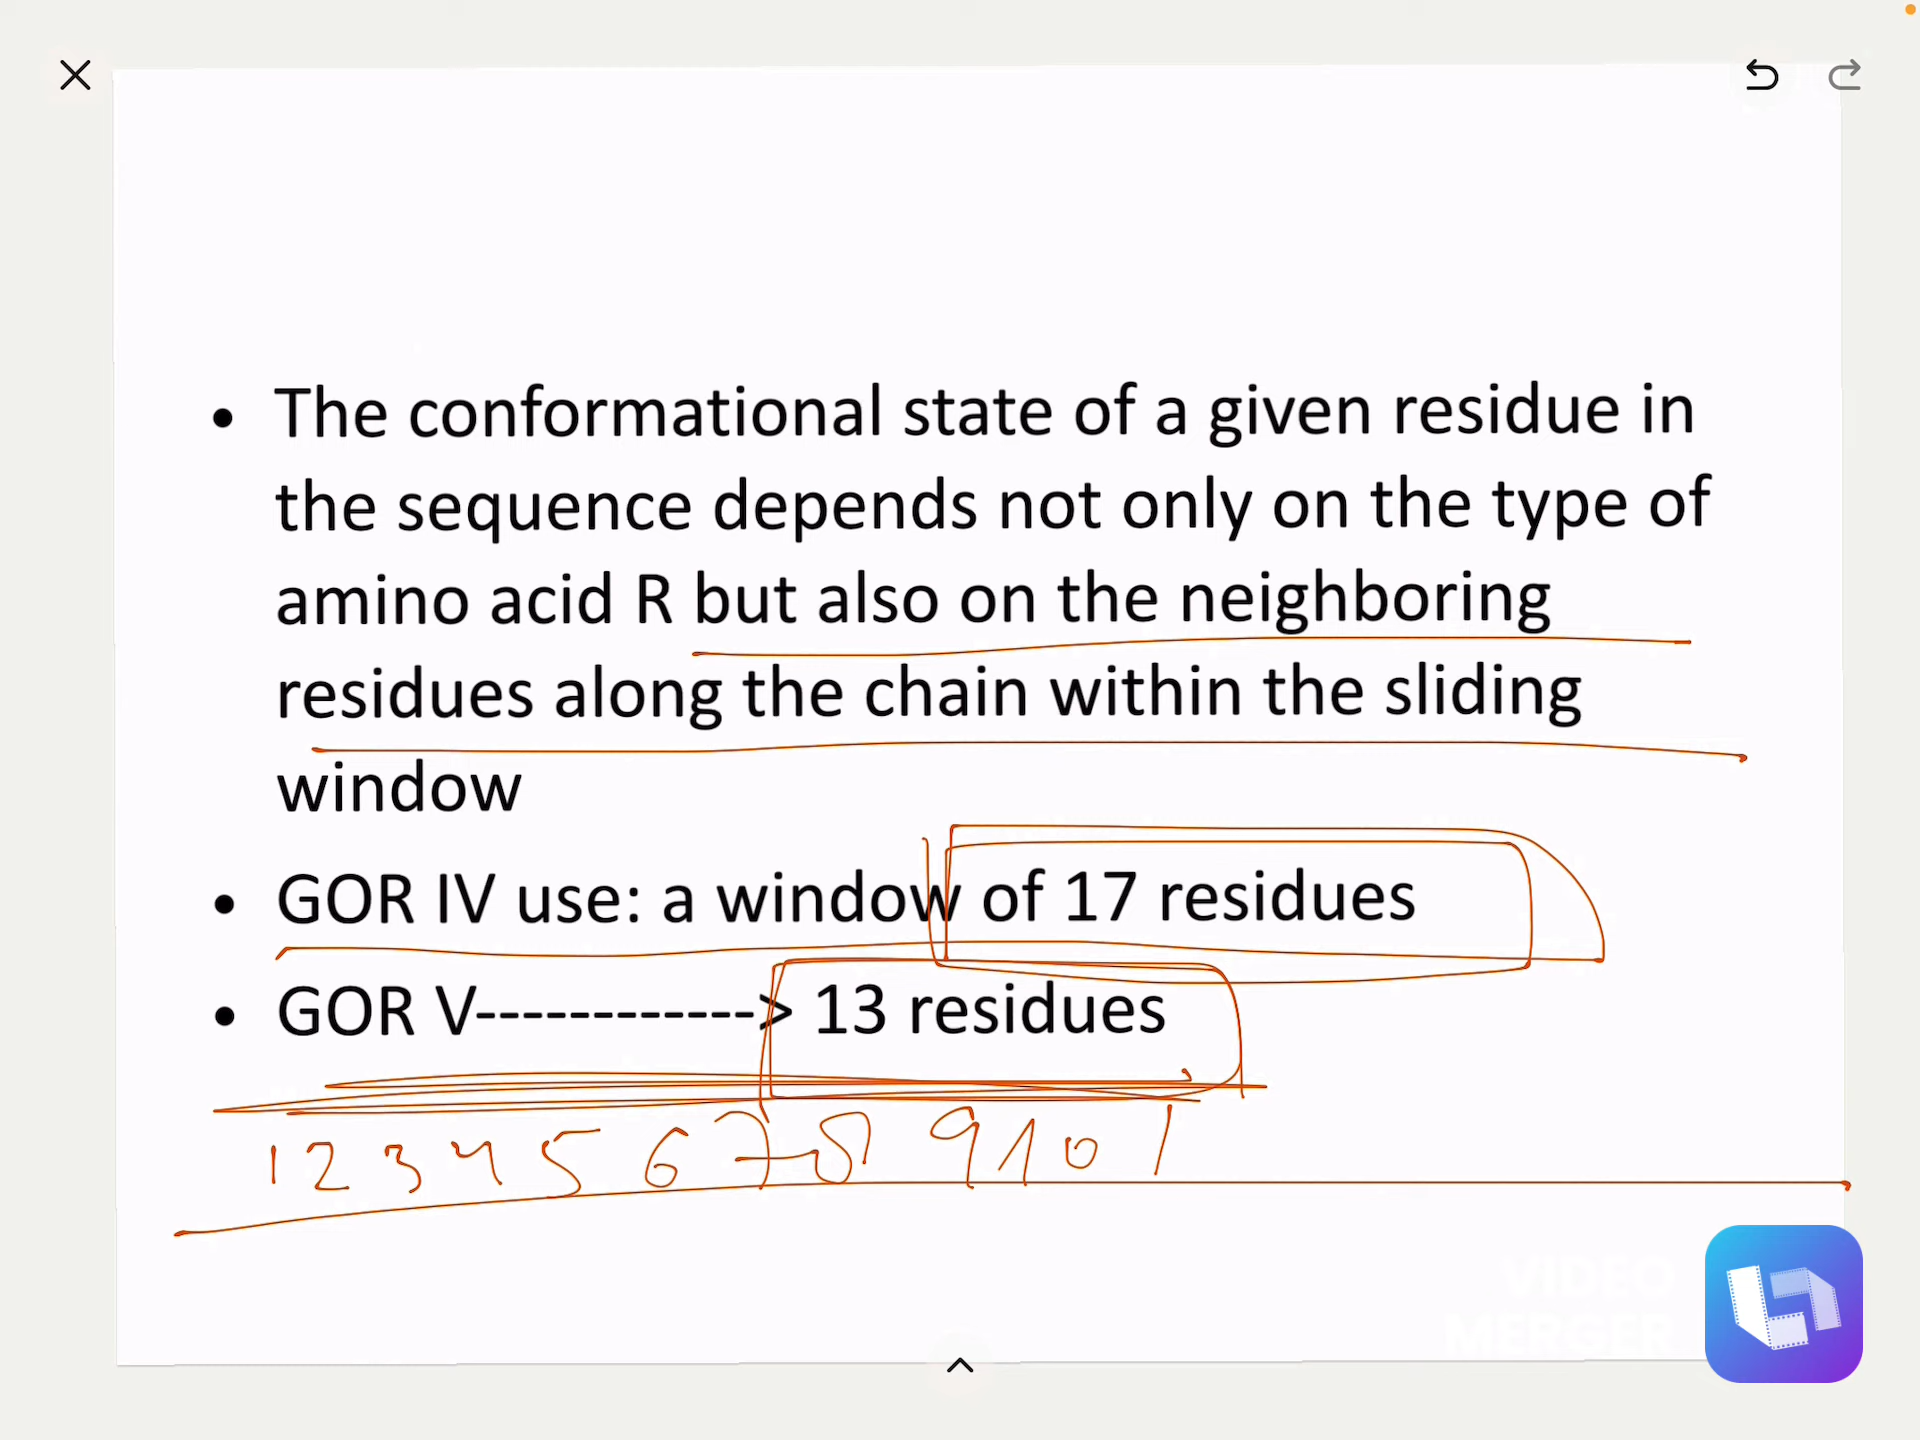 • The conformational state of a given residue in
the sequence depends not only on the type of
amino acid R but also on the neighboring
residues along the chain within the sliding
window
• GOR IV use: a window of 17 residues
• GOR V------------> 13 residues
1 2 3 4 5 6 7 8 9 10 1
VIDEO
MERGER